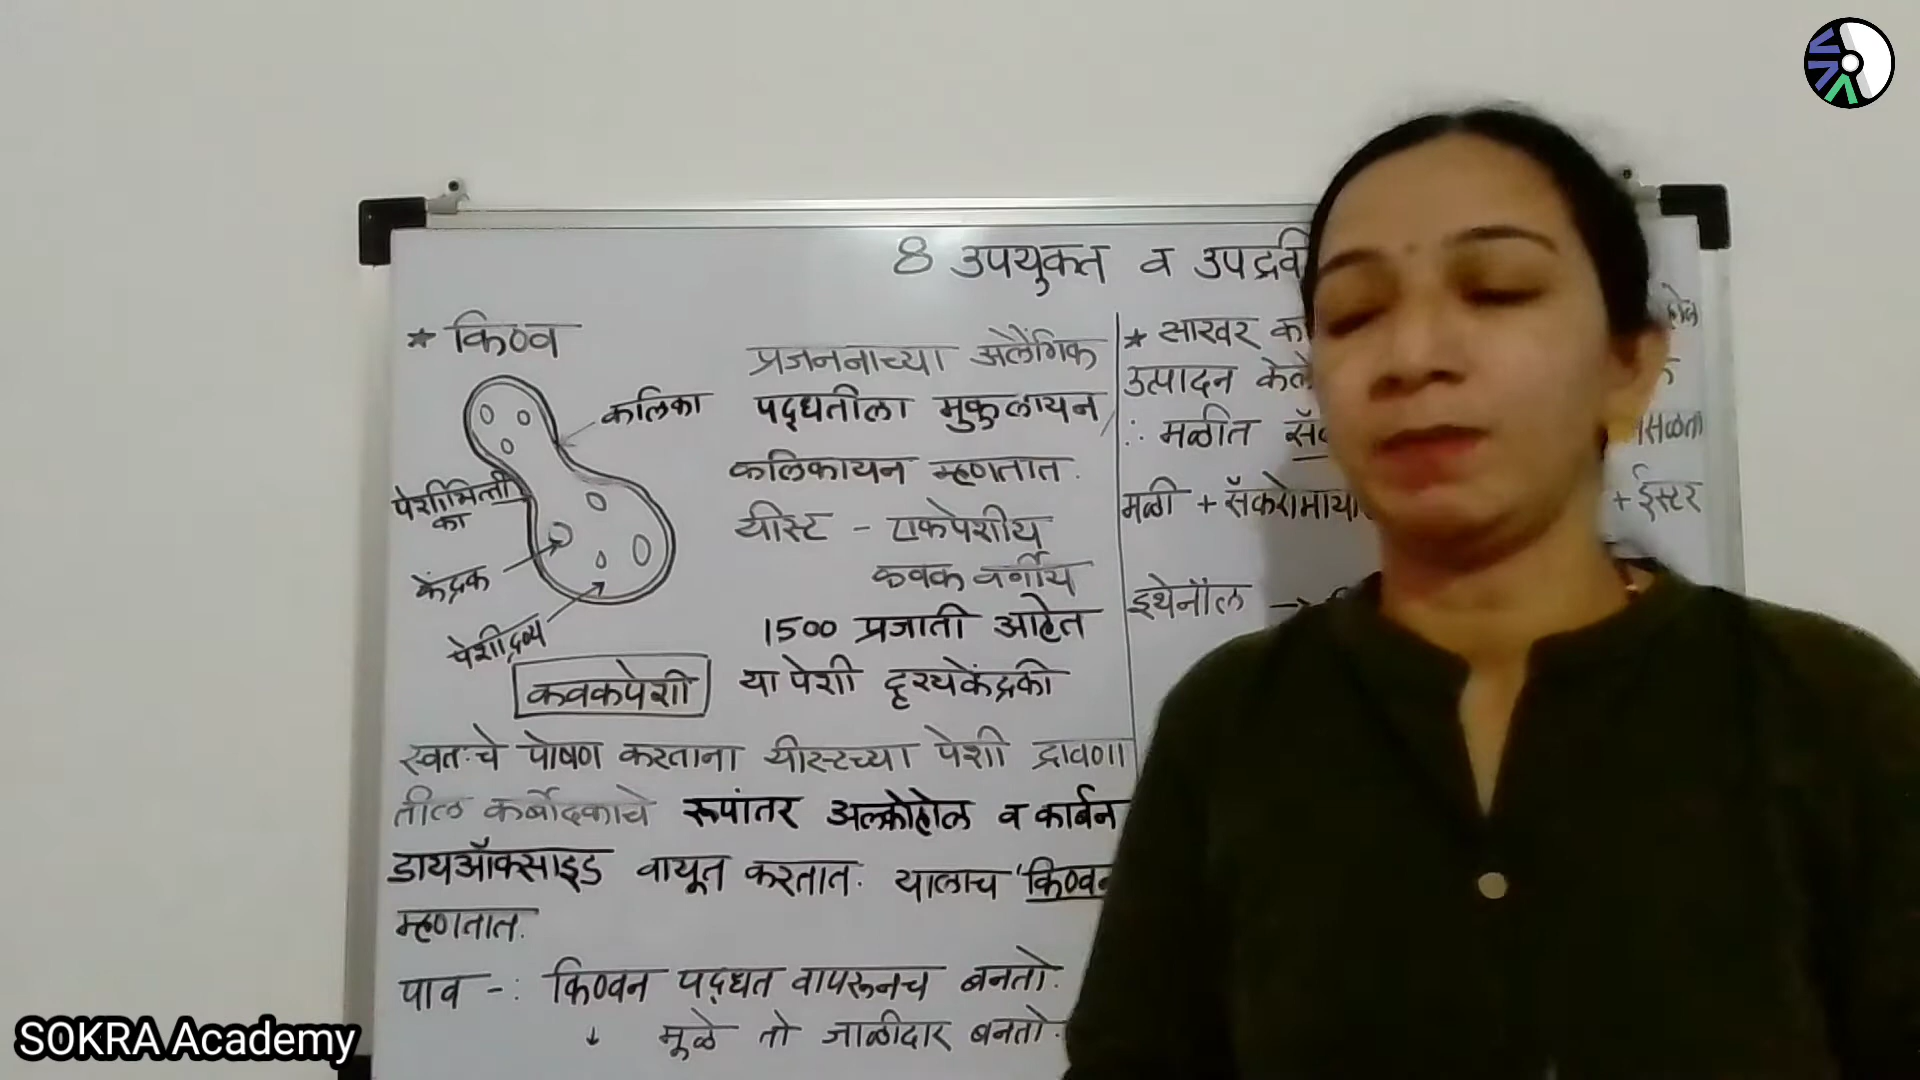 8 उपयुक्त व उपद्रवी
* किण्व
कलिका
पेशीभित्ती
का
केंद्रक
पेशीद्रव्य
कवकपेशी
प्रजननाच्या अलैंगिक
पद्धतीला मुकुलायन/
कलिकायन म्हणतात.
यीस्ट - एकपेशीय
कवक वर्गीय
1500 प्रजाती आहेत
या पेशी दृश्यकेंद्रकी
स्वतःचे पोषण करताना यीस्टच्या पेशी द्रावणा
तील कर्बोदकाचे रूपांतर अल्कोहोल व कार्बन
डायऑक्साइड वायूत करतात. यालाच 'किण्वन
म्हणतात.
पाव -: किण्वन पद्धत वापरूनच बनतो.
↓ मूळे तो जाळीदार बनतो.
* साखर
उत्पादन केले
∴ मळीत
मळी +
+ ईस्टर
इथेनॉल →
SOKRA Academy